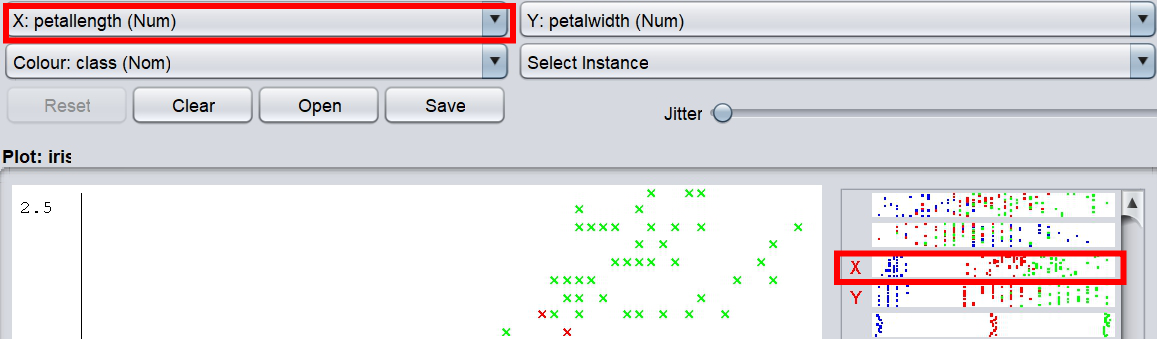 X: petallength (Num) Y: petalwidth (Num)
Colour: class (Nom) Select Instance
Reset Clear Open Save Jitter
Plot: iris
2.5
X
Y